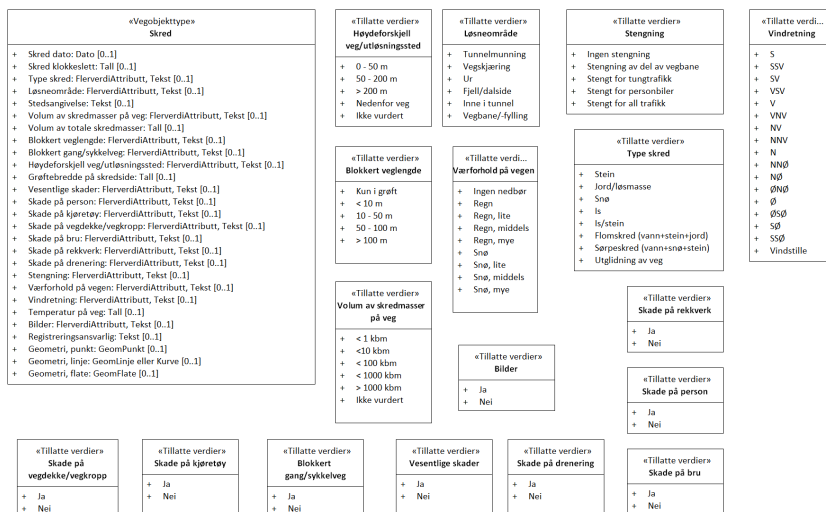 «Vegobjekttype»
Skred
+ Skred dato: Dato [0..1]
+ Skred klokkeslett: Tall [0..1]
+ Type skred: FlerverdiAttributt, Tekst [0..1]
+ Løsneområde: FlerverdiAttributt, Tekst [0..1]
+ Stedsangivelse: Tekst [0..1]
+ Volum av skredmasser på veg: FlerverdiAttributt, Tekst [0..1]
+ Volum av totale skredmasser: Tall [0..1]
+ Blokkert veglengde: FlerverdiAttributt, Tekst [0..1]
+ Blokkert gang/sykkelveg: FlerverdiAttributt, Tekst [0..1]
+ Høydeforskjell veg/utløsningssted: FlerverdiAttributt, Tekst [0..1]
+ Grøftebredde på skredside: Tall [0..1]
+ Vesentlige skader: FlerverdiAttributt, Tekst [0..1]
+ Skade på person: FlerverdiAttributt, Tekst [0..1]
+ Skade på kjøretøy: FlerverdiAttributt, Tekst [0..1]
+ Skade på vegdekke/vegkropp: FlerverdiAttributt, Tekst [0..1]
+ Skade på bru: FlerverdiAttributt, Tekst [0..1]
+ Skade på rekkverk: FlerverdiAttributt, Tekst [0..1]
+ Skade på drenering: FlerverdiAttributt, Tekst [0..1]
+ Stengning: FlerverdiAttributt, Tekst [0..1]
+ Værforhold på vegen: FlerverdiAttributt, Tekst [0..1]
+ Vindretning: FlerverdiAttributt, Tekst [0..1]
+ Temperatur på veg: Tall [0..1]
+ Bilder: FlerverdiAttributt, Tekst [0..1]
+ Registreringsansvarlig: Tekst [0..1]
+ Geometri, punkt: GeomPunkt [0..1]
+ Geometri, linje: GeomLinje eller Kurve [0..1]
+ Geometri, flate: GeomFlate [0..1]
«Tillatte verdier»
Høydeforskjell
veg/utløsningssted
+ 0 - 50 m
+ 50 - 200 m
+ > 200 m
+ Nedenfor veg
+ Ikke vurdert
«Tillatte verdier»
Løsneområde
+ Tunnelmunning
+ Vegskjæring
+ Ur
+ Fjell/dalside
+ Inne i tunnel
+ Vegbane/-fylling
«Tillatte verdier»
Stengning
+ Ingen stengning
+ Stengning av del av vegbane
+ Stengt for tungtrafikk
+ Stengt for personbiler
+ Stengt for all trafikk
«Tillatte verdi...
Vindretning
+ S
+ SSV
+ SV
+ VSV
+ V
+ VNV
+ NV
+ NNV
+ N
+ NNØ
+ NØ
+ ØNØ
+ Ø
+ ØSØ
+ SØ
+ SSØ
+ Vindstille
«Tillatte verdier»
Blokkert veglengde
+ Kun i grøft
+ < 10 m
+ 10 - 50 m
+ 50 - 100 m
+ > 100 m
«Tillatte verdi...
Værforhold på vegen
+ Ingen nedbør
+ Regn
+ Regn, lite
+ Regn, middels
+ Regn, mye
+ Snø
+ Snø, lite
+ Snø, middels
+ Snø, mye
«Tillatte verdier»
Type skred
+ Stein
+ Jord/løsmasse
+ Snø
+ Is
+ Is/stein
+ Flomskred (vann+stein+jord)
+ Sørpeskred (vann+snø+stein)
+ Utglidning av veg
«Tillatte verdier»
Volum av skredmasser
på veg
+ < 1 kbm
+ <10 kbm
+ < 100 kbm
+ < 1000 kbm
+ > 1000 kbm
+ Ikke vurdert
«Tillatte verdier»
Bilder
+ Ja
+ Nei
«Tillatte verdier»
Skade på rekkverk
+ Ja
+ Nei
«Tillatte verdier»
Skade på person
+ Ja
+ Nei
«Tillatte verdier»
Skade på
vegdekke/vegkropp
+ Ja
+ Nei
«Tillatte verdier»
Skade på kjøretøy
+ Ja
+ Nei
«Tillatte verdier»
Blokkert
gang/sykkelveg
+ Ja
+ Nei
«Tillatte verdier»
Vesentlige skader
+ Ja
+ Nei
«Tillatte verdier»
Skade på drenering
+ Ja
+ Nei
«Tillatte verdier»
Skade på bru
+ Ja
+ Nei